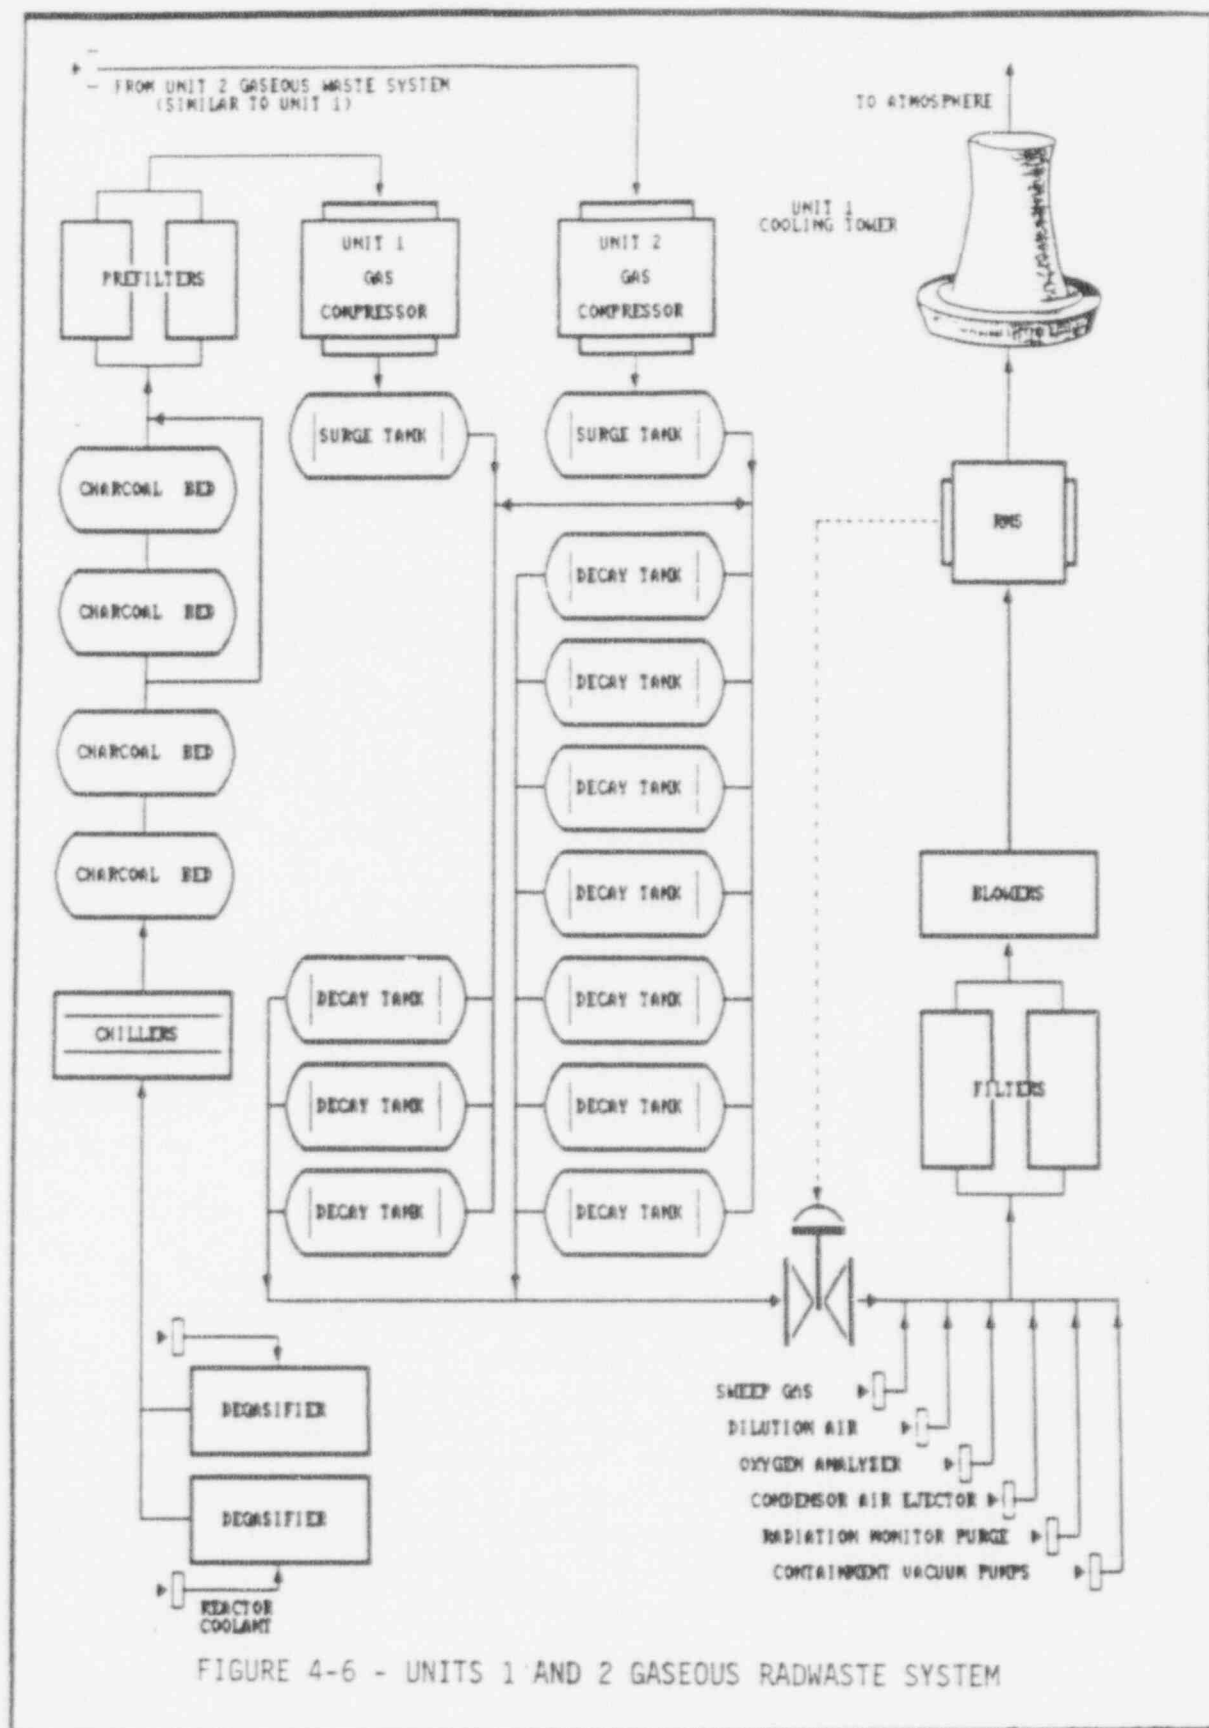 FROM UNIT 2 GASEOUS WASTE SYSTEM
(SIMILAR TO UNIT 1)
TO ATMOSPHERE
UNIT 1
COOLING TOWER
PREFILTERS
UNIT 1
GAS
COMPRESSOR
UNIT 2
GAS
COMPRESSOR
SURGE TANK
SURGE TANK
CHARCOAL BED
CHARCOAL BED
CHARCOAL BED
CHARCOAL BED
CHILLERS
RMS
DECAY TANK
DECAY TANK
DECAY TANK
DECAY TANK
DECAY TANK
DECAY TANK
DECAY TANK
DECAY TANK
DECAY TANK
DECAY TANK
BLOWERS
FILTERS
DEGASIFIER
DEGASIFIER
REACTOR
COOLANT
SWEEP GAS
DILUTION AIR
OXYGEN ANALYZER
CONDENSOR AIR EJECTOR
RADIATION MONITOR PURGE
CONTAINMENT VACUUM PUMPS
FIGURE 4-6 - UNITS 1 AND 2 GASEOUS RADWASTE SYSTEM